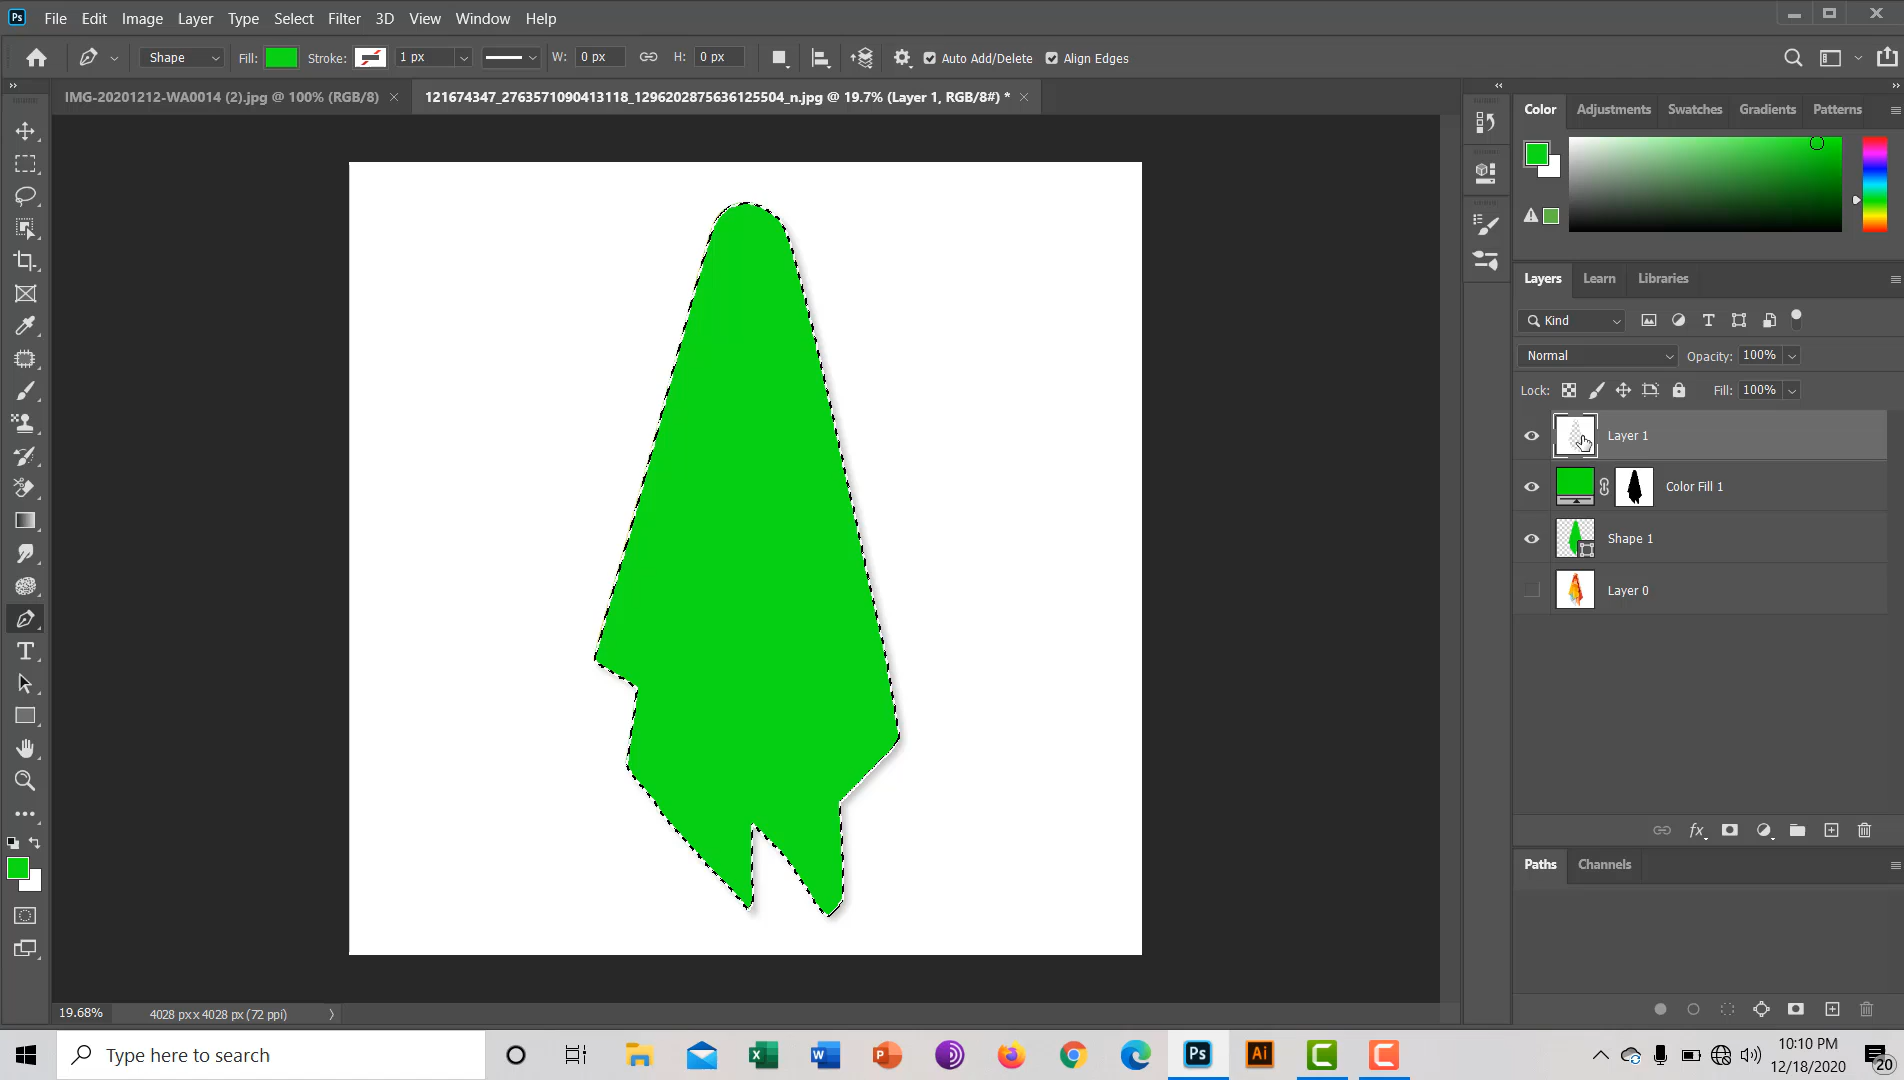 Ps File Edit Image Layer Type Select Filter 3D View Window Help
Shape Fill: Stroke: 1 px W: 0 px H: 0 px Auto Add/Delete Align Edges
IMG-20201212-WA0014 (2).jpg @ 100% (RGB/8) 121674347_2763571090413118_1296202875636125504_n.jpg @ 19.7% (Layer 1, RGB/8#) *
Color Adjustments Swatches Gradients Patterns
Layers Learn Libraries
Kind
Normal Opacity: 100%
Lock: Fill: 100%
Layer 1
Color Fill 1
Shape 1
Layer 0
fx
Paths Channels
19.68% 4028 px x 4028 px (72 ppi)
Type here to search
Ps Ai
10:10 PM
12/18/2020
20